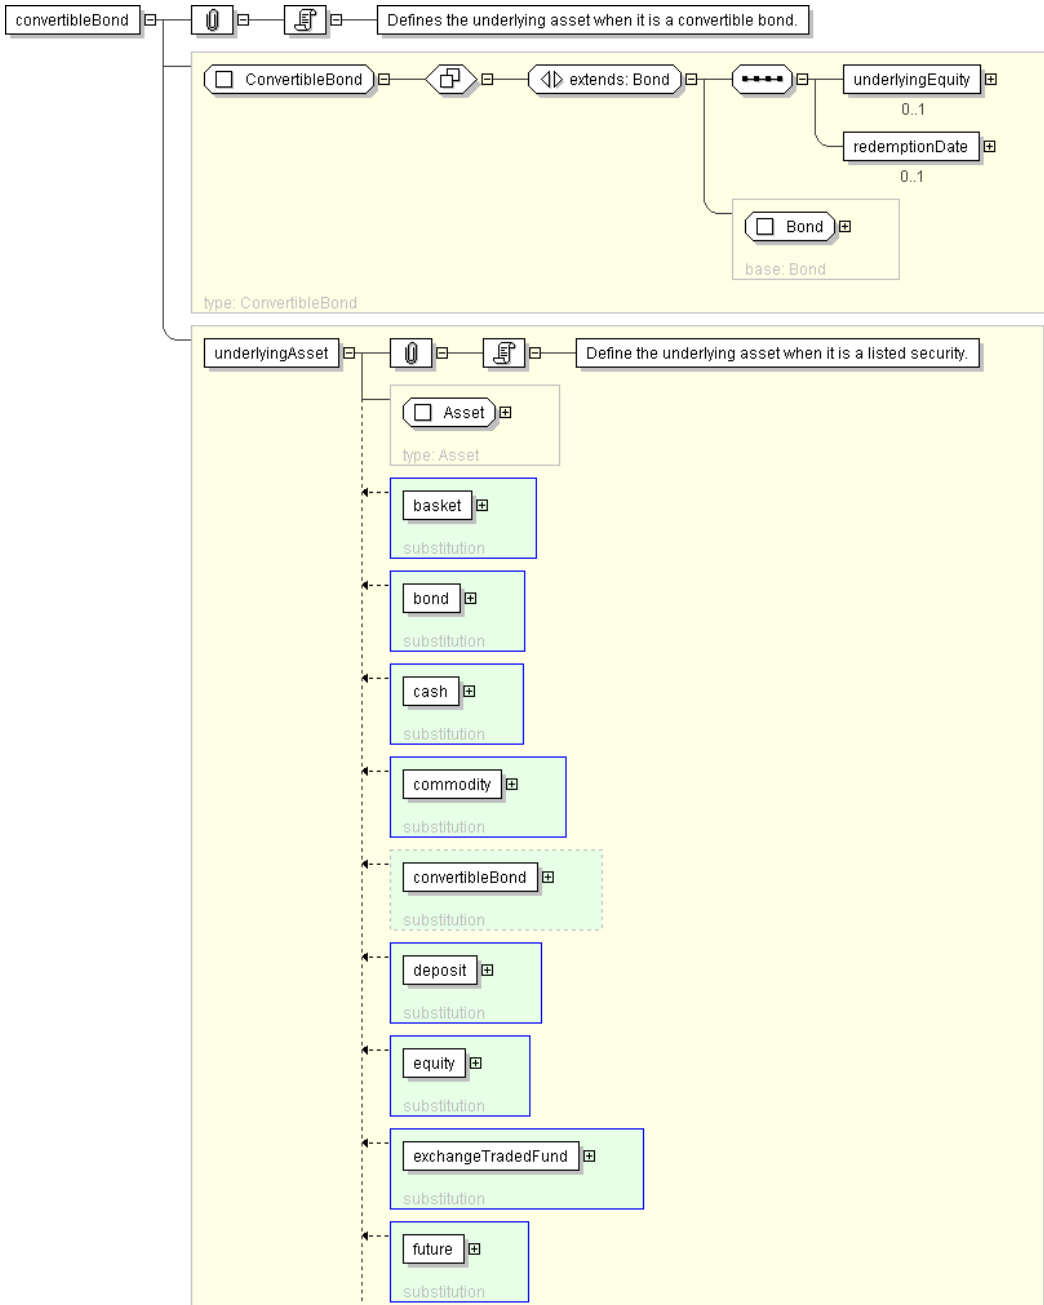 convertibleBond
Defines the underlying asset when it is a convertible bond.
ConvertibleBond
extends: Bond
underlyingEquity
0..1
redemptionDate
0..1
Bond
base: Bond
type: ConvertibleBond
underlyingAsset
Define the underlying asset when it is a listed security.
Asset
type: Asset
basket
substitution
bond
substitution
cash
substitution
commodity
substitution
convertibleBond
substitution
deposit
substitution
equity
substitution
exchangeTradedFund
substitution
future
substitution